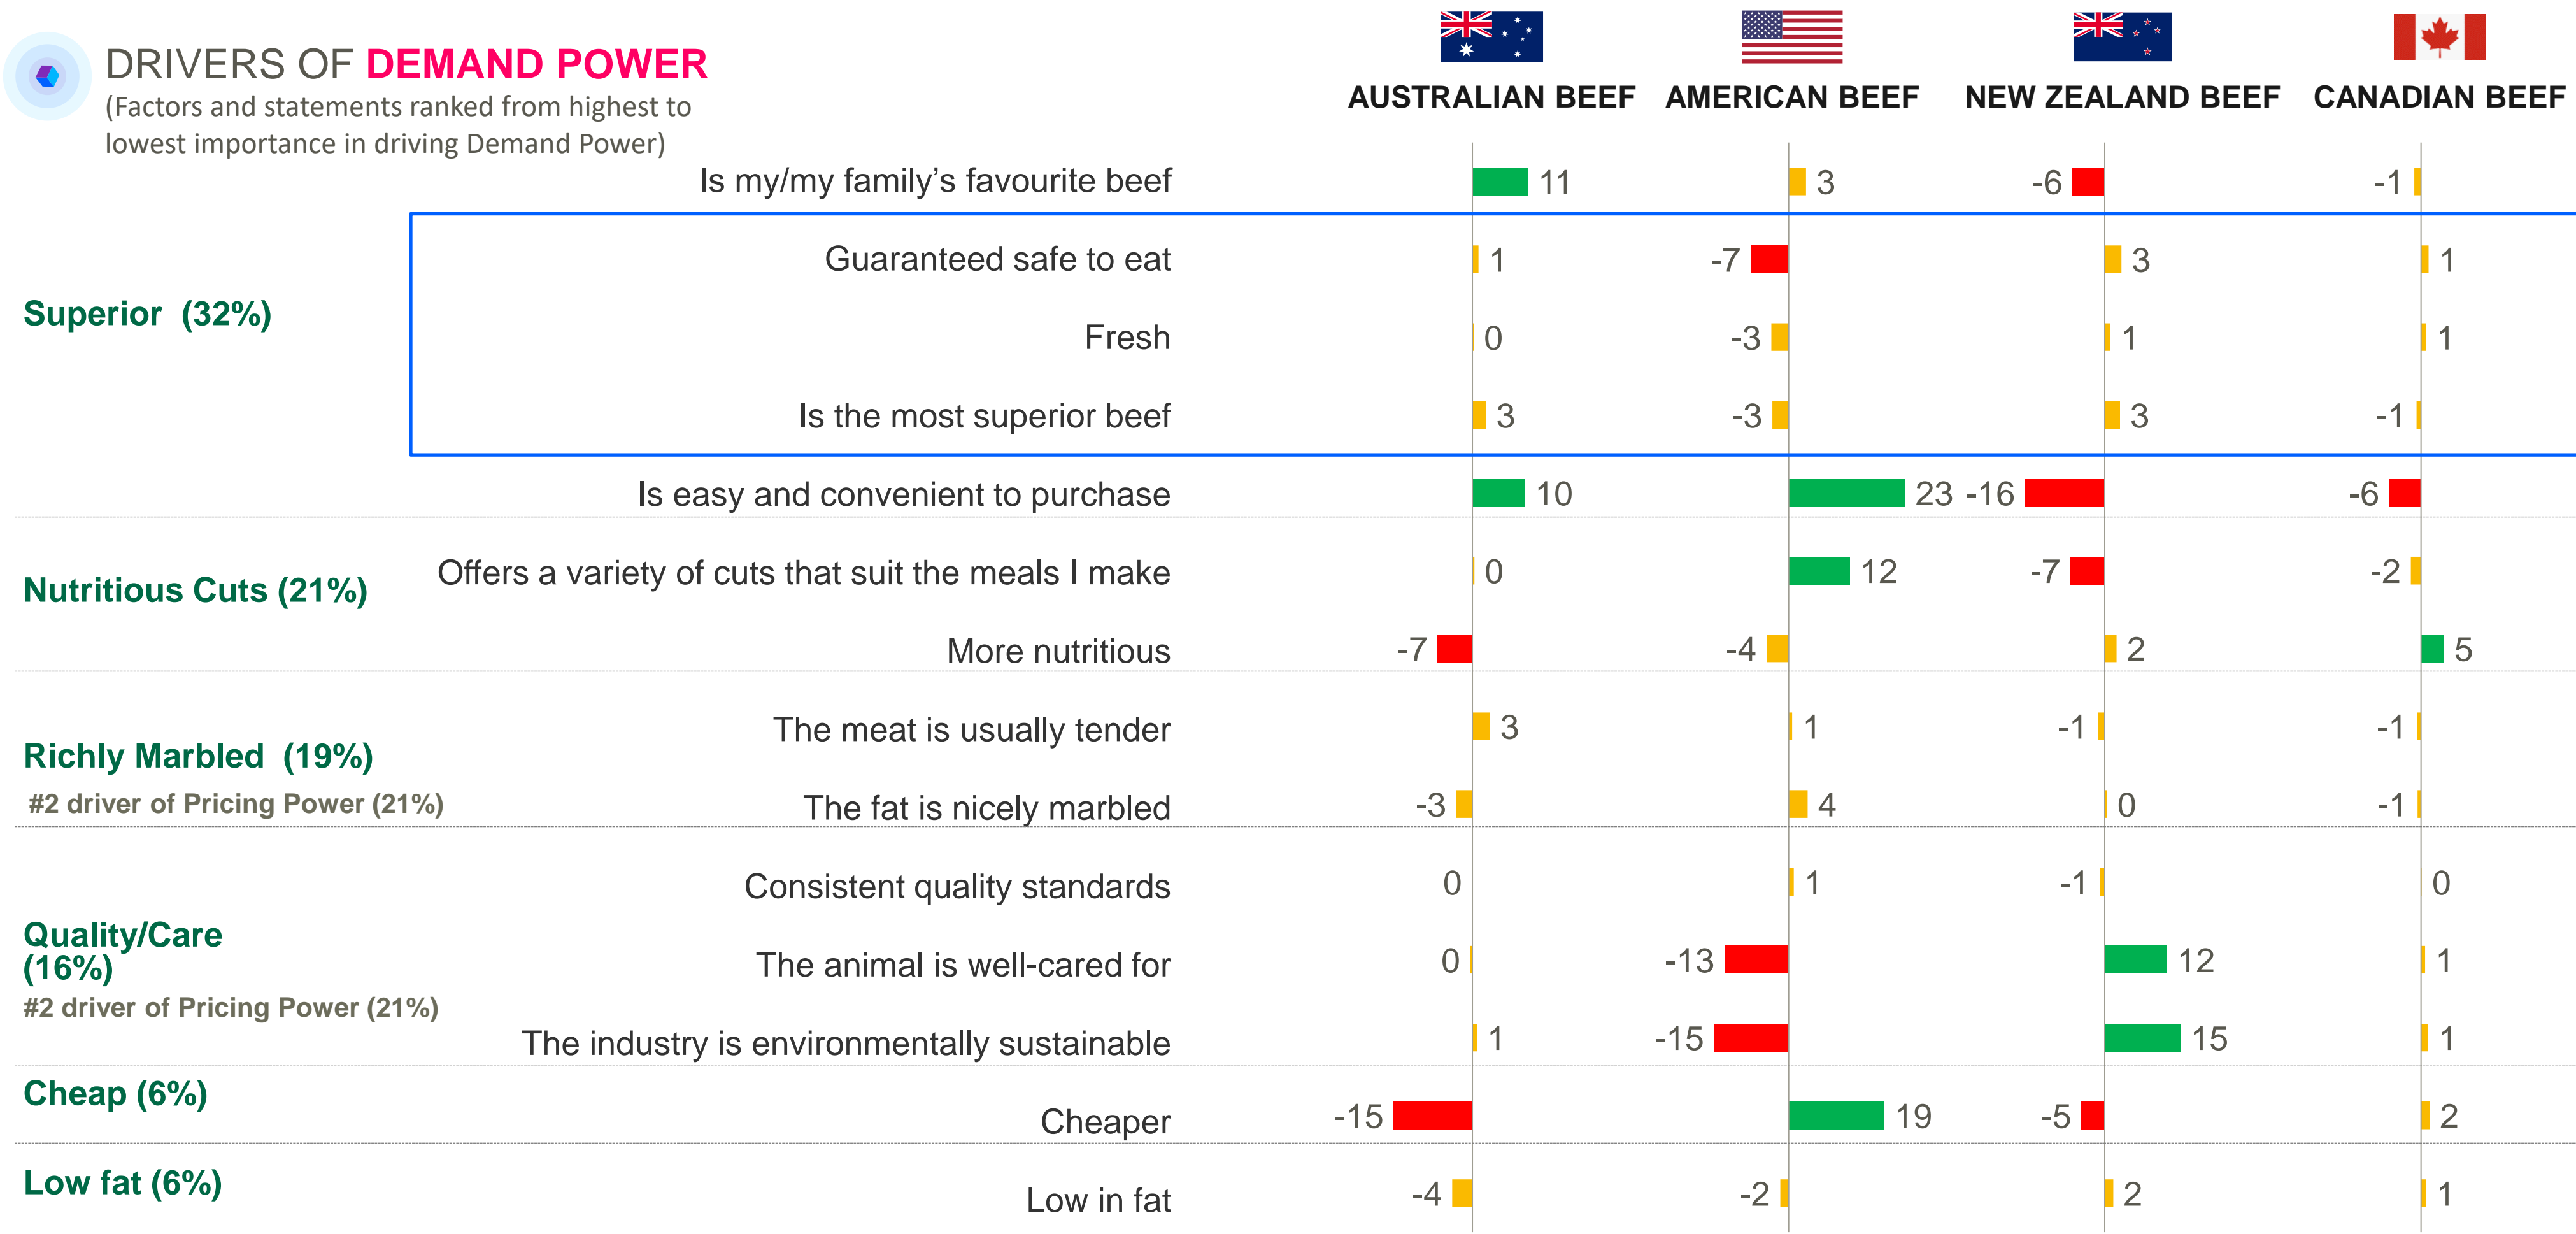 DRIVERS OF DEMAND POWER
(Factors and statements ranked from highest to
lowest importance in driving Demand Power)
AUSTRALIAN BEEF AMERICAN BEEF NEW ZEALAND BEEF CANADIAN BEEF
Is my/my family’s favourite beef 11 3 -6 -1
Guaranteed safe to eat 1 -7 3 1
Superior (32%)
Fresh 0 -3 1 1
Is the most superior beef 3 -3 3 -1
Is easy and convenient to purchase 10 23 -16 -6
Nutritious Cuts (21%)
Offers a variety of cuts that suit the meals I make 0 12 -7 -2
More nutritious -7 -4 2 5
The meat is usually tender 3 1 -1 -1
Richly Marbled (19%)
#2 driver of Pricing Power (21%)
The fat is nicely marbled -3 4 0 -1
Consistent quality standards 0 1 -1 0
Quality/Care
(16%)
The animal is well-cared for 0 -13 12 1
#2 driver of Pricing Power (21%)
The industry is environmentally sustainable 1 -15 15 1
Cheap (6%)
Cheaper -15 19 -5 2
Low fat (6%)
Low in fat -4 -2 2 1